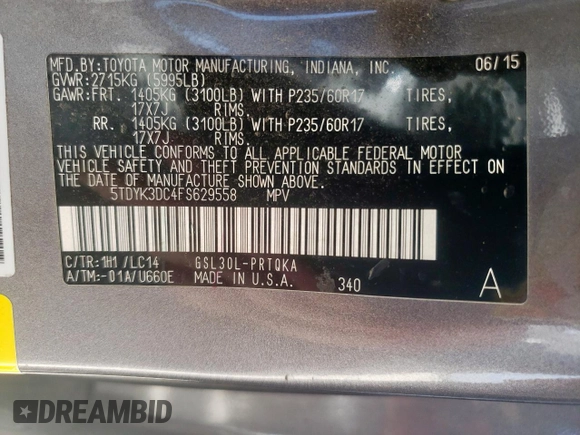 MFD.BY:TOYOTA MOTOR MANUFACTURING, INDIANA, INC. 06/15
GVWR:2715KG (5995LB)
GAWR:FRT. 1405KG (3100LB) WITH P235/60R17 TIRES,
17X7J RIMS.
RR. 1405KG (3100LB) WITH P235/60R17 TIRES,
17X7J RIMS.
THIS VEHICLE CONFORMS TO ALL APPLICABLE FEDERAL MOTOR
VEHICLE SAFETY AND THEFT PREVENTION STANDARDS IN EFFECT ON
THE DATE OF MANUFACTURE SHOWN ABOVE.
5TDYK3DC4FS629558 MPV
C/TR:1H1 /LC14 GSL30L-PRTQKA
A/TM:-01A/U660E MADE IN U.S.A. 340 A
DREAMBID